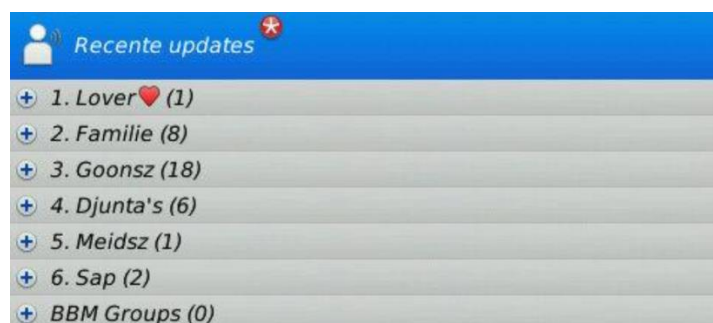 Recente updates
1. Lover❤ (1)
2. Familie (8)
3. Goonsz (18)
4. Djunta's (6)
5. Meidsz (1)
6. Sap (2)
BBM Groups (0)